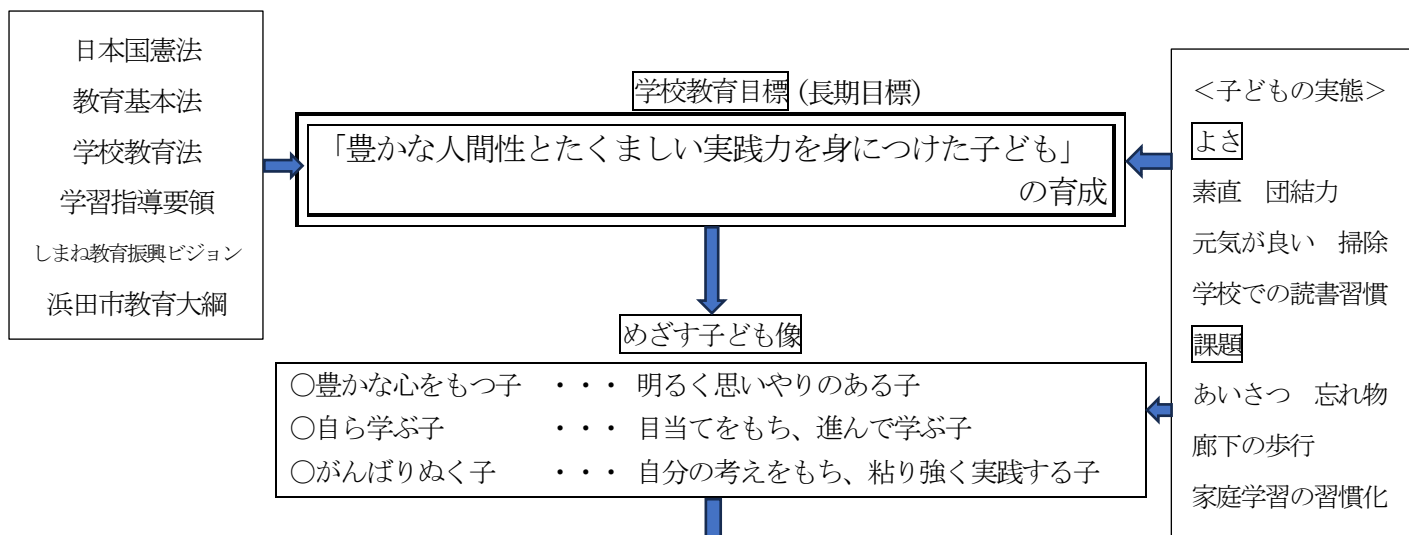 日本国憲法
教育基本法
学校教育法
学習指導要領
しまね教育振興ビジョン
浜田市教育大綱
学校教育目標 (長期目標)
「豊かな人間性とたくましい実践力を身につけた子ども」
の育成
めざす子ども像
○豊かな心をもつ子 ・・・ 明るく思いやりのある子
○自ら学ぶ子 ・・・ 目当てをもち、進んで学ぶ子
○がんばりぬく子 ・・・ 自分の考えをもち、粘り強く実践する子
<子どもの実態>
よさ
素直 団結力
元気が良い 掃除
学校での読書習慣
課題
あいさつ 忘れ物
廊下の歩行
家庭学習の習慣化